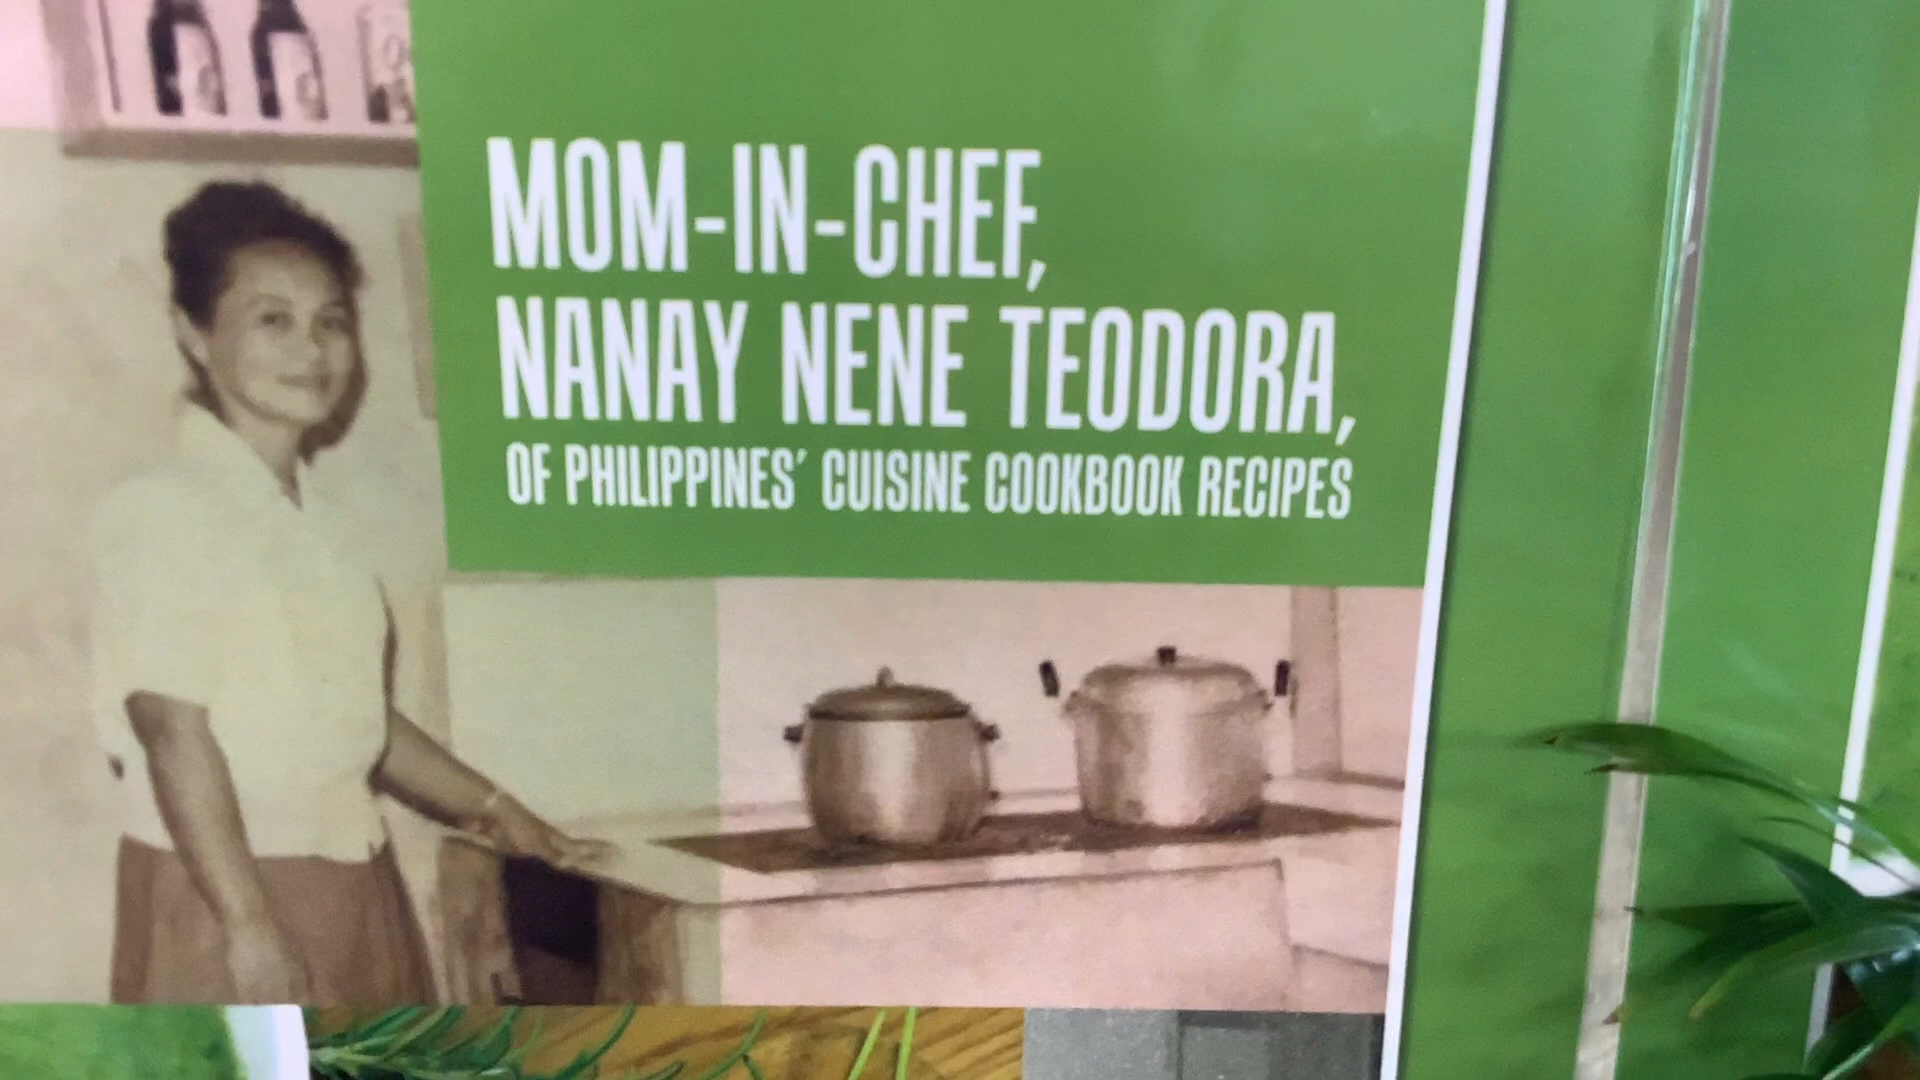 MOM-IN-CHEF,
NANAY NENE TEODORA,
OF PHILIPPINES' CUISINE COOKBOOK RECIPES